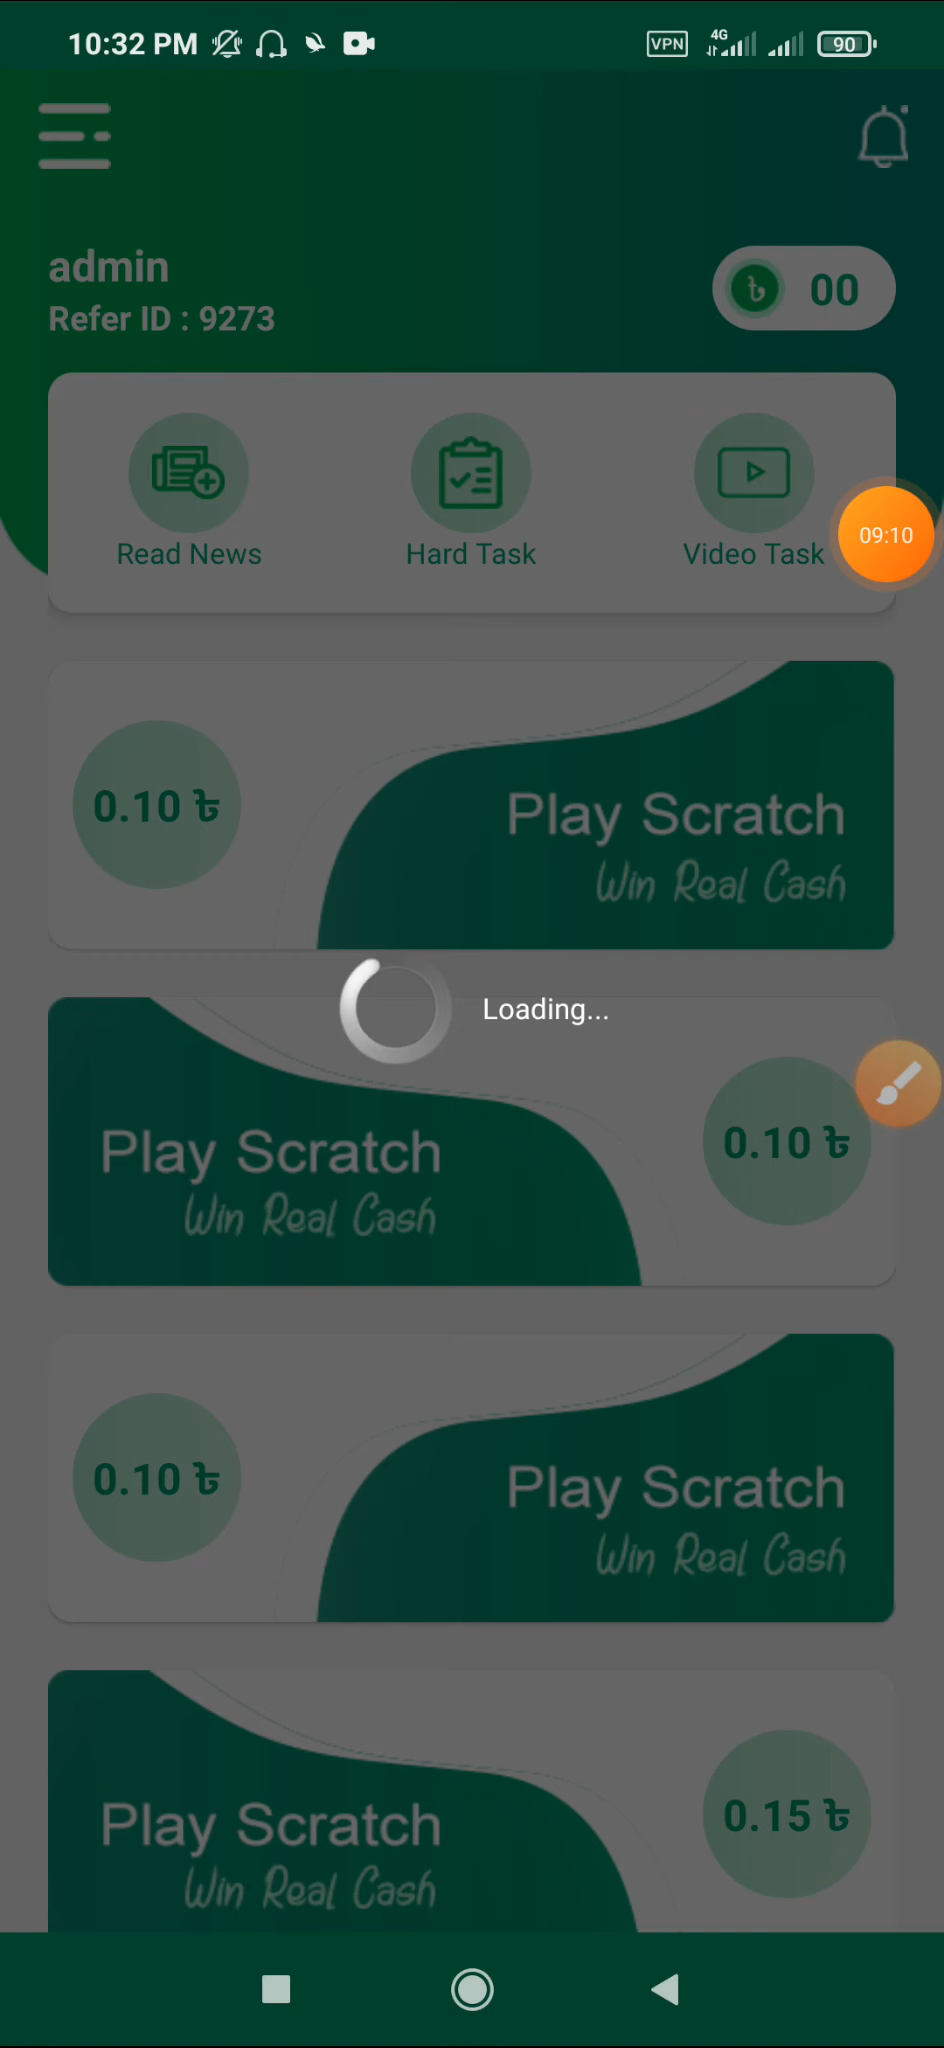 10:32 PM
VPN
4G
90
admin
Refer ID : 9273
৳ 00
Read News
Hard Task
Video Task
09:10
0.10 ৳
Play Scratch
Win Real Cash
Loading...
Play Scratch
Win Real Cash
0.10 ৳
0.10 ৳
Play Scratch
Win Real Cash
Play Scratch
Win Real Cash
0.15 ৳